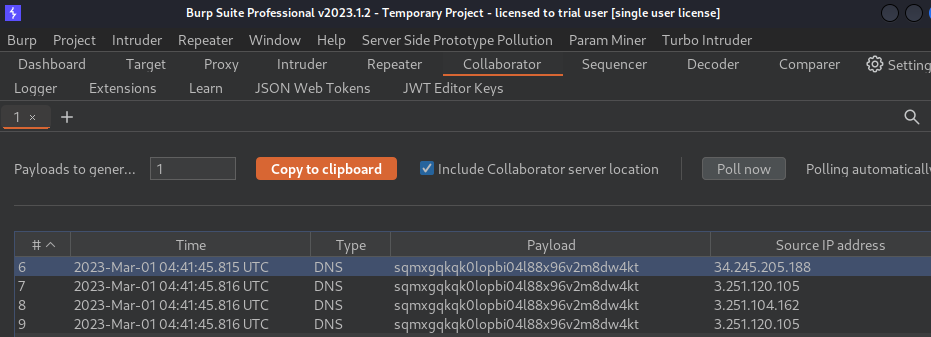 Burp Suite Professional v2023.1.2 - Temporary Project - licensed to trial user [single user license]
Burp Project Intruder Repeater Window Help Server Side Prototype Pollution Param Miner Turbo Intruder
Dashboard Target Proxy Intruder Repeater Collaborator Sequencer Decoder Comparer Setting
Logger Extensions Learn JSON Web Tokens JWT Editor Keys
1 × +
Payloads to gener... 1 Copy to clipboard Include Collaborator server location Poll now Polling automatically
# Time Type Payload Source IP address
6 2023-Mar-01 04:41:45.815 UTC DNS sqmxgqkqk0lopbi04l88x96v2m8dw4kt 34.245.205.188
7 2023-Mar-01 04:41:45.816 UTC DNS sqmxgqkqk0lopbi04l88x96v2m8dw4kt 3.251.120.105
8 2023-Mar-01 04:41:45.816 UTC DNS sqmxgqkqk0lopbi04l88x96v2m8dw4kt 3.251.104.162
9 2023-Mar-01 04:41:45.816 UTC DNS sqmxgqkqk0lopbi04l88x96v2m8dw4kt 3.251.120.105